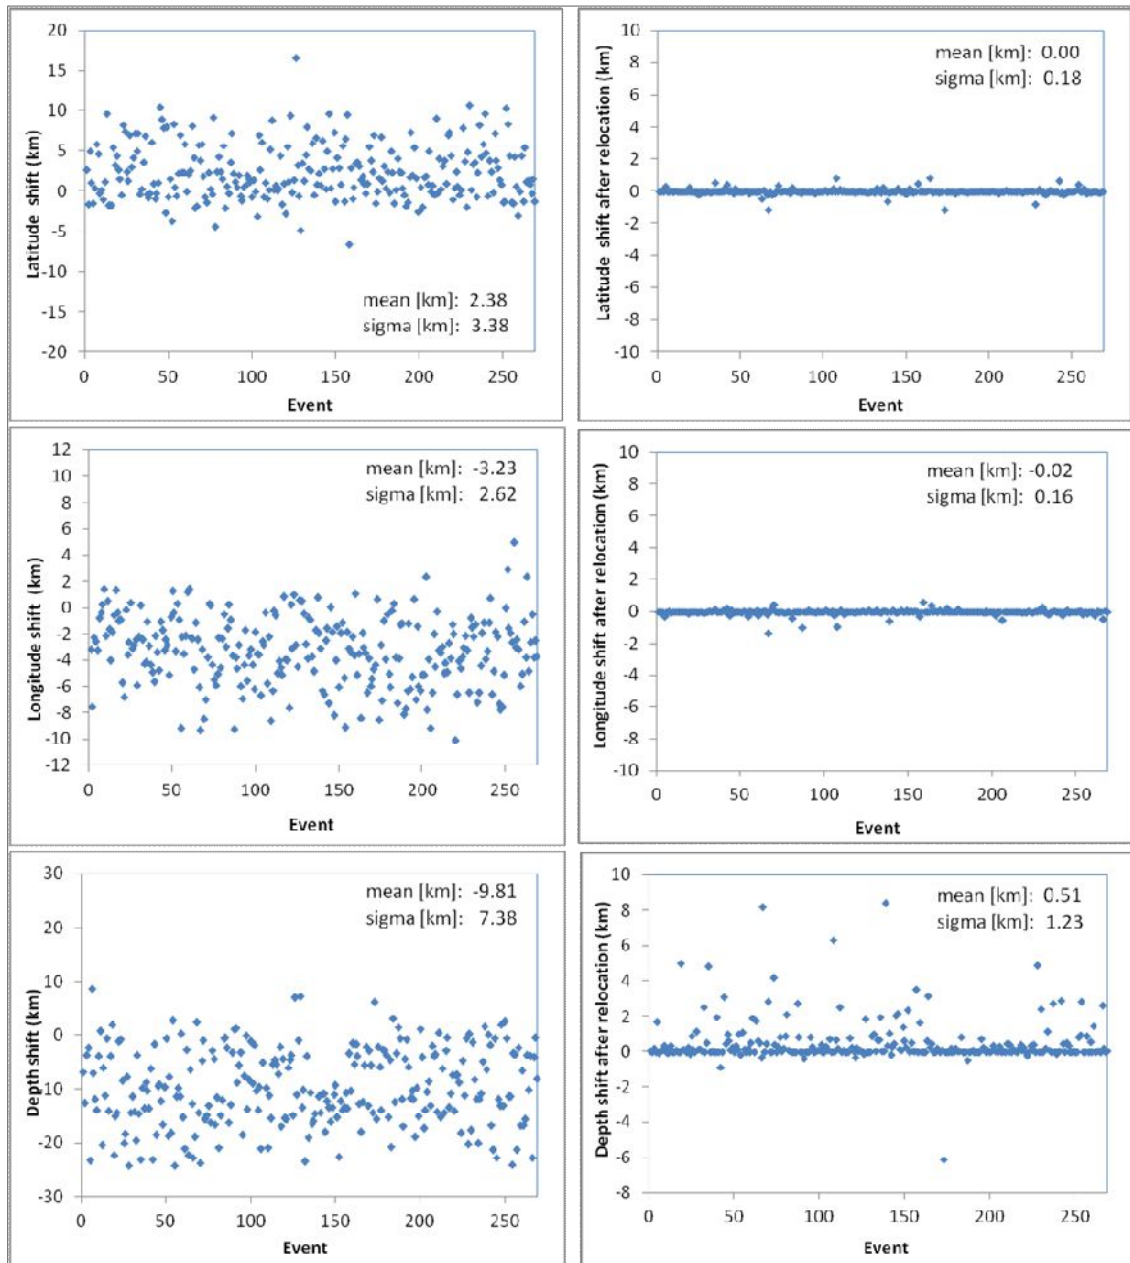 20
15
10
5
0
-5
-10
-15
-20
Latitude shift (km)
mean [km]: 2.38
sigma [km]: 3.38
0 50 100 150 200 250
Event
10
8
6
4
2
0
-2
-4
-6
-8
-10
Latitude shift after relocation (km)
mean [km]: 0.00
sigma [km]: 0.18
0 50 100 150 200 250
Event
12
10
8
6
4
2
0
-2
-4
-6
-8
-10
-12
Longitude shift (km)
mean [km]: -3.23
sigma [km]: 2.62
0 50 100 150 200 250
Event
10
8
6
4
2
0
-2
-4
-6
-8
-10
Longitude shift after relocation (km)
mean [km]: -0.02
sigma [km]: 0.16
0 50 100 150 200 250
Event
30
20
10
0
-10
-20
-30
Depth shift (km)
mean [km]: -9.81
sigma [km]: 7.38
0 50 100 150 200 250
Event
10
8
6
4
2
0
-2
-4
-6
-8
Depth shift after relocation (km)
mean [km]: 0.51
sigma [km]: 1.23
0 50 100 150 200 250
Event